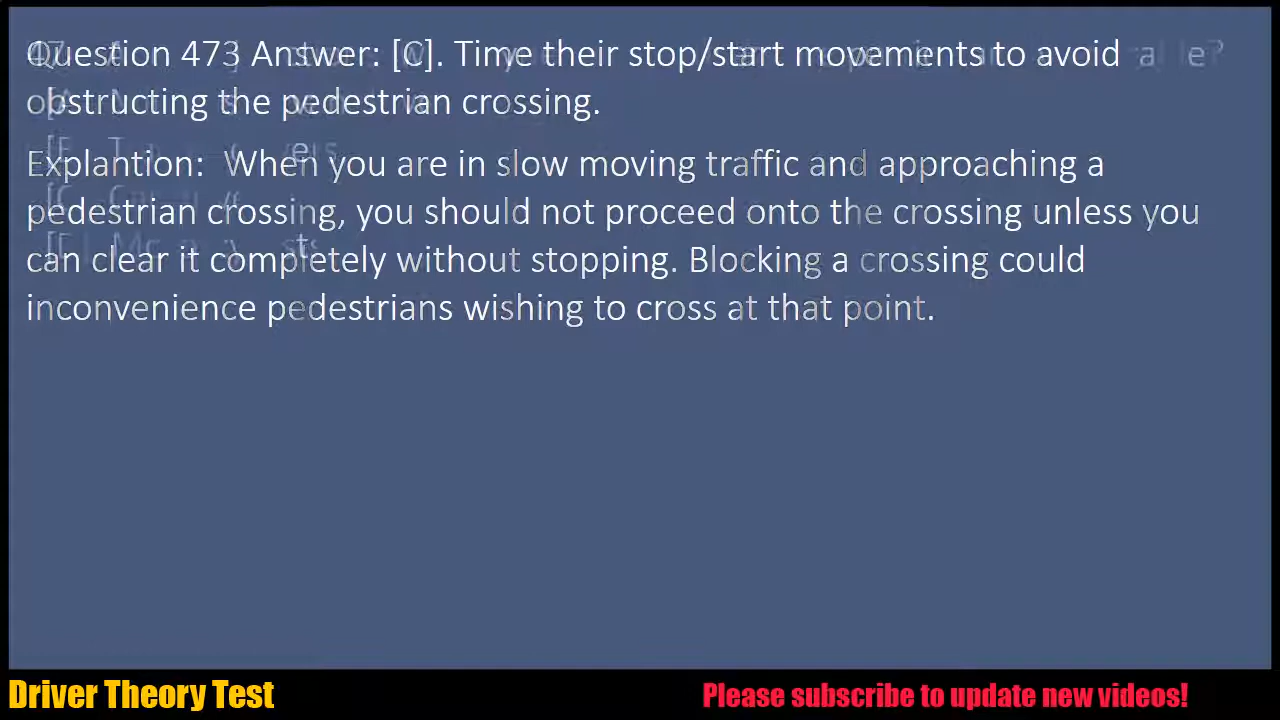 Question 473 Answer: [C]. Time their stop/start movements to avoid
obstructing the pedestrian crossing.
Explantion: When you are in slow moving traffic and approaching a
pedestrian crossing, you should not proceed onto the crossing unless you
can clear it completely without stopping. Blocking a crossing could
inconvenience pedestrians wishing to cross at that point.
Driver Theory Test
Please subscribe to update new videos!